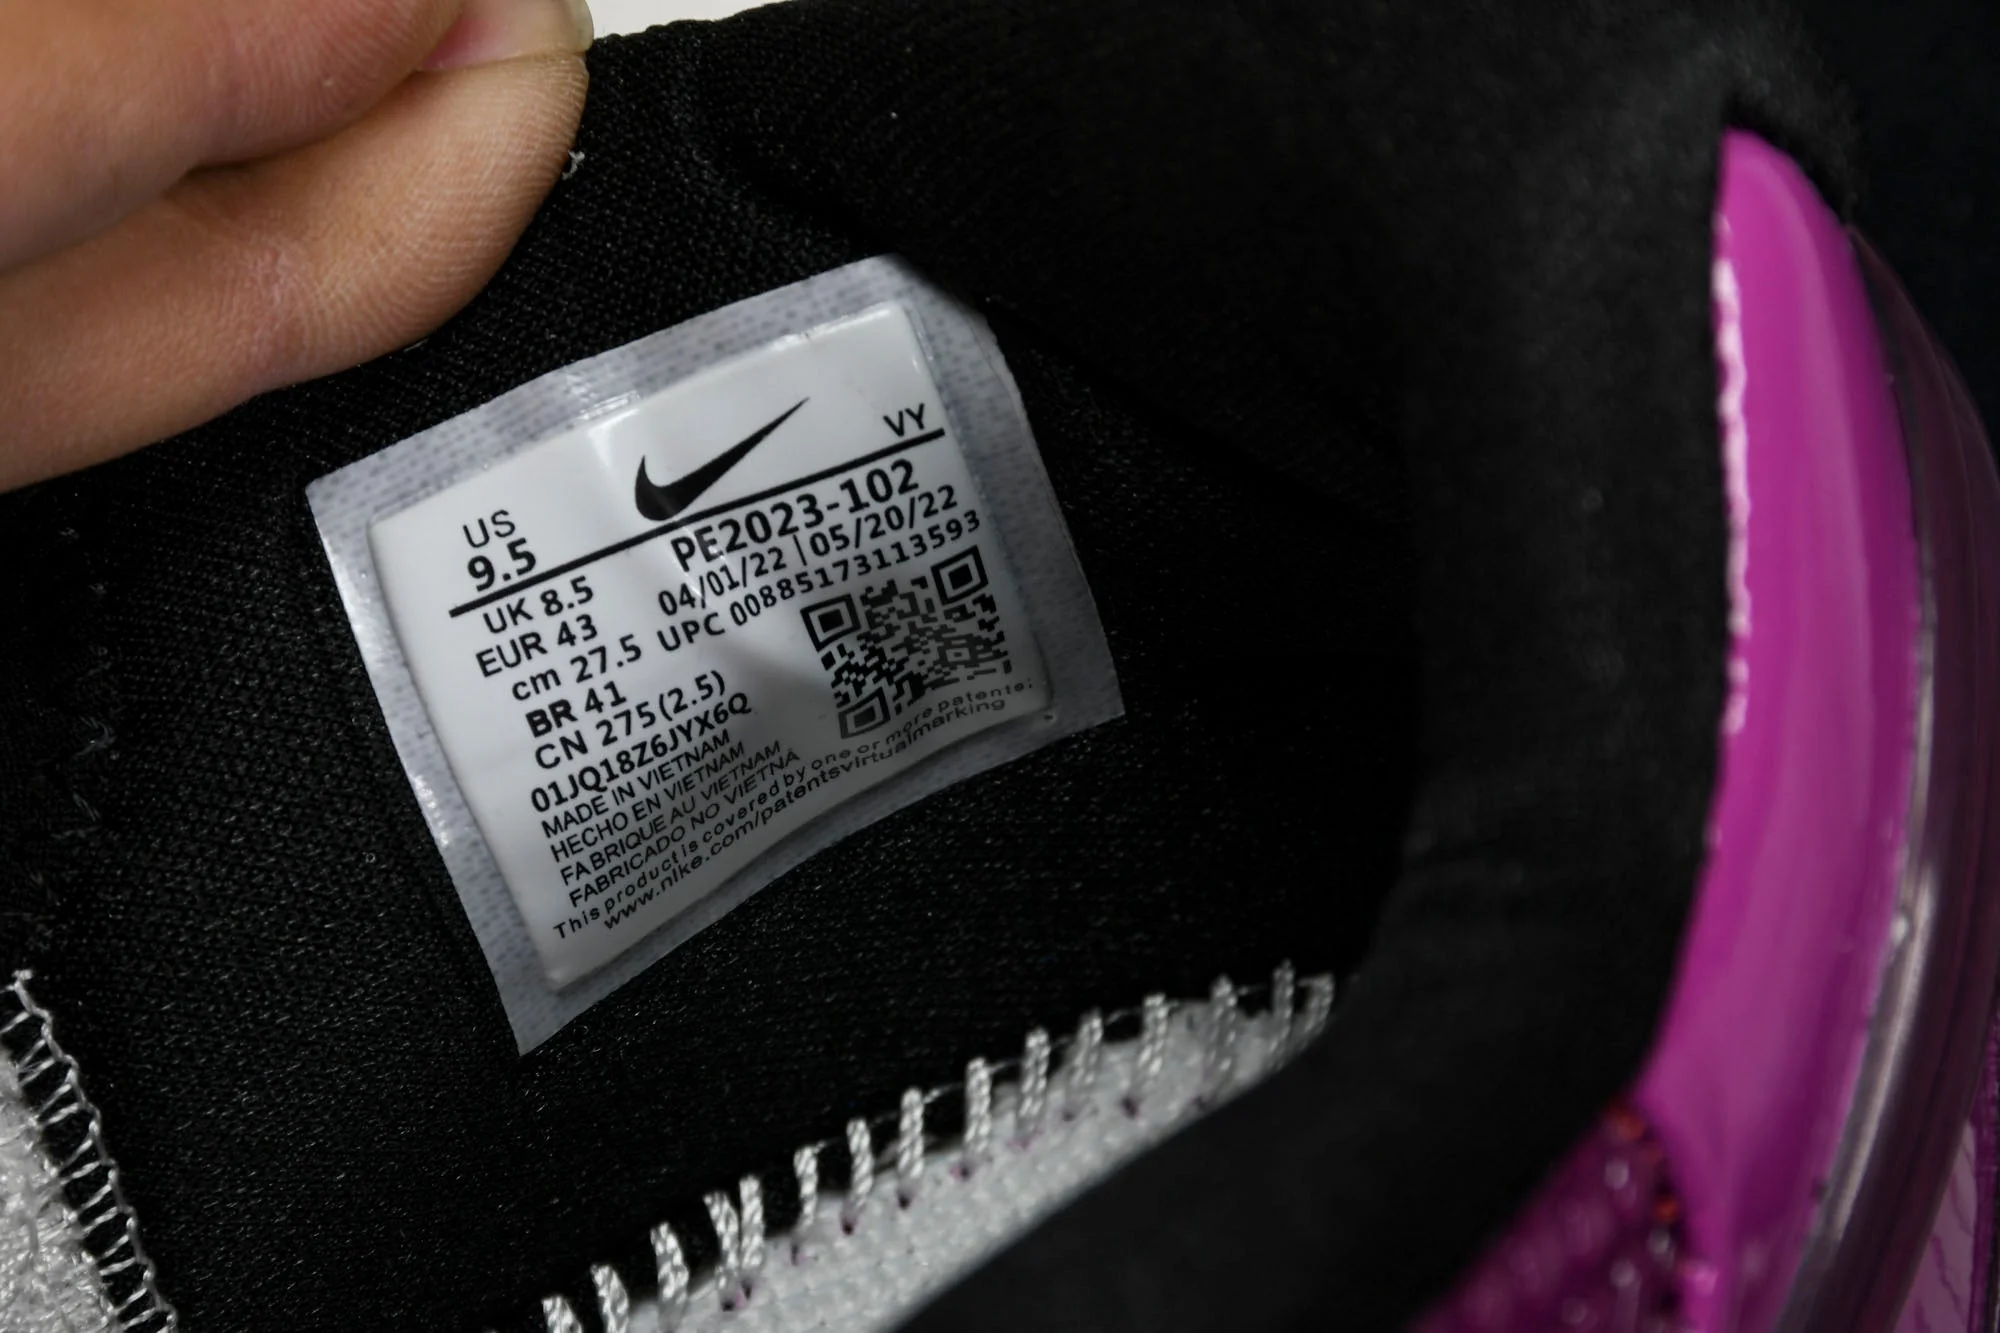 VY
US
9.5
PE2023-102
UK 8.5
04/01/22 | 05/20/22
EUR 43
UPC 00885173113593
cm 27.5
BR 41
CN 275(2.5)
01JQ18Z6JYX6Q
MADE IN VIETNAM
HECHO EN VIETNAM
FABRIQUE AU VIETNAM
FABRICADO NO VIETNÃ
This product is covered by one or more patents:
www.nike.com/patentsvirtualmarking